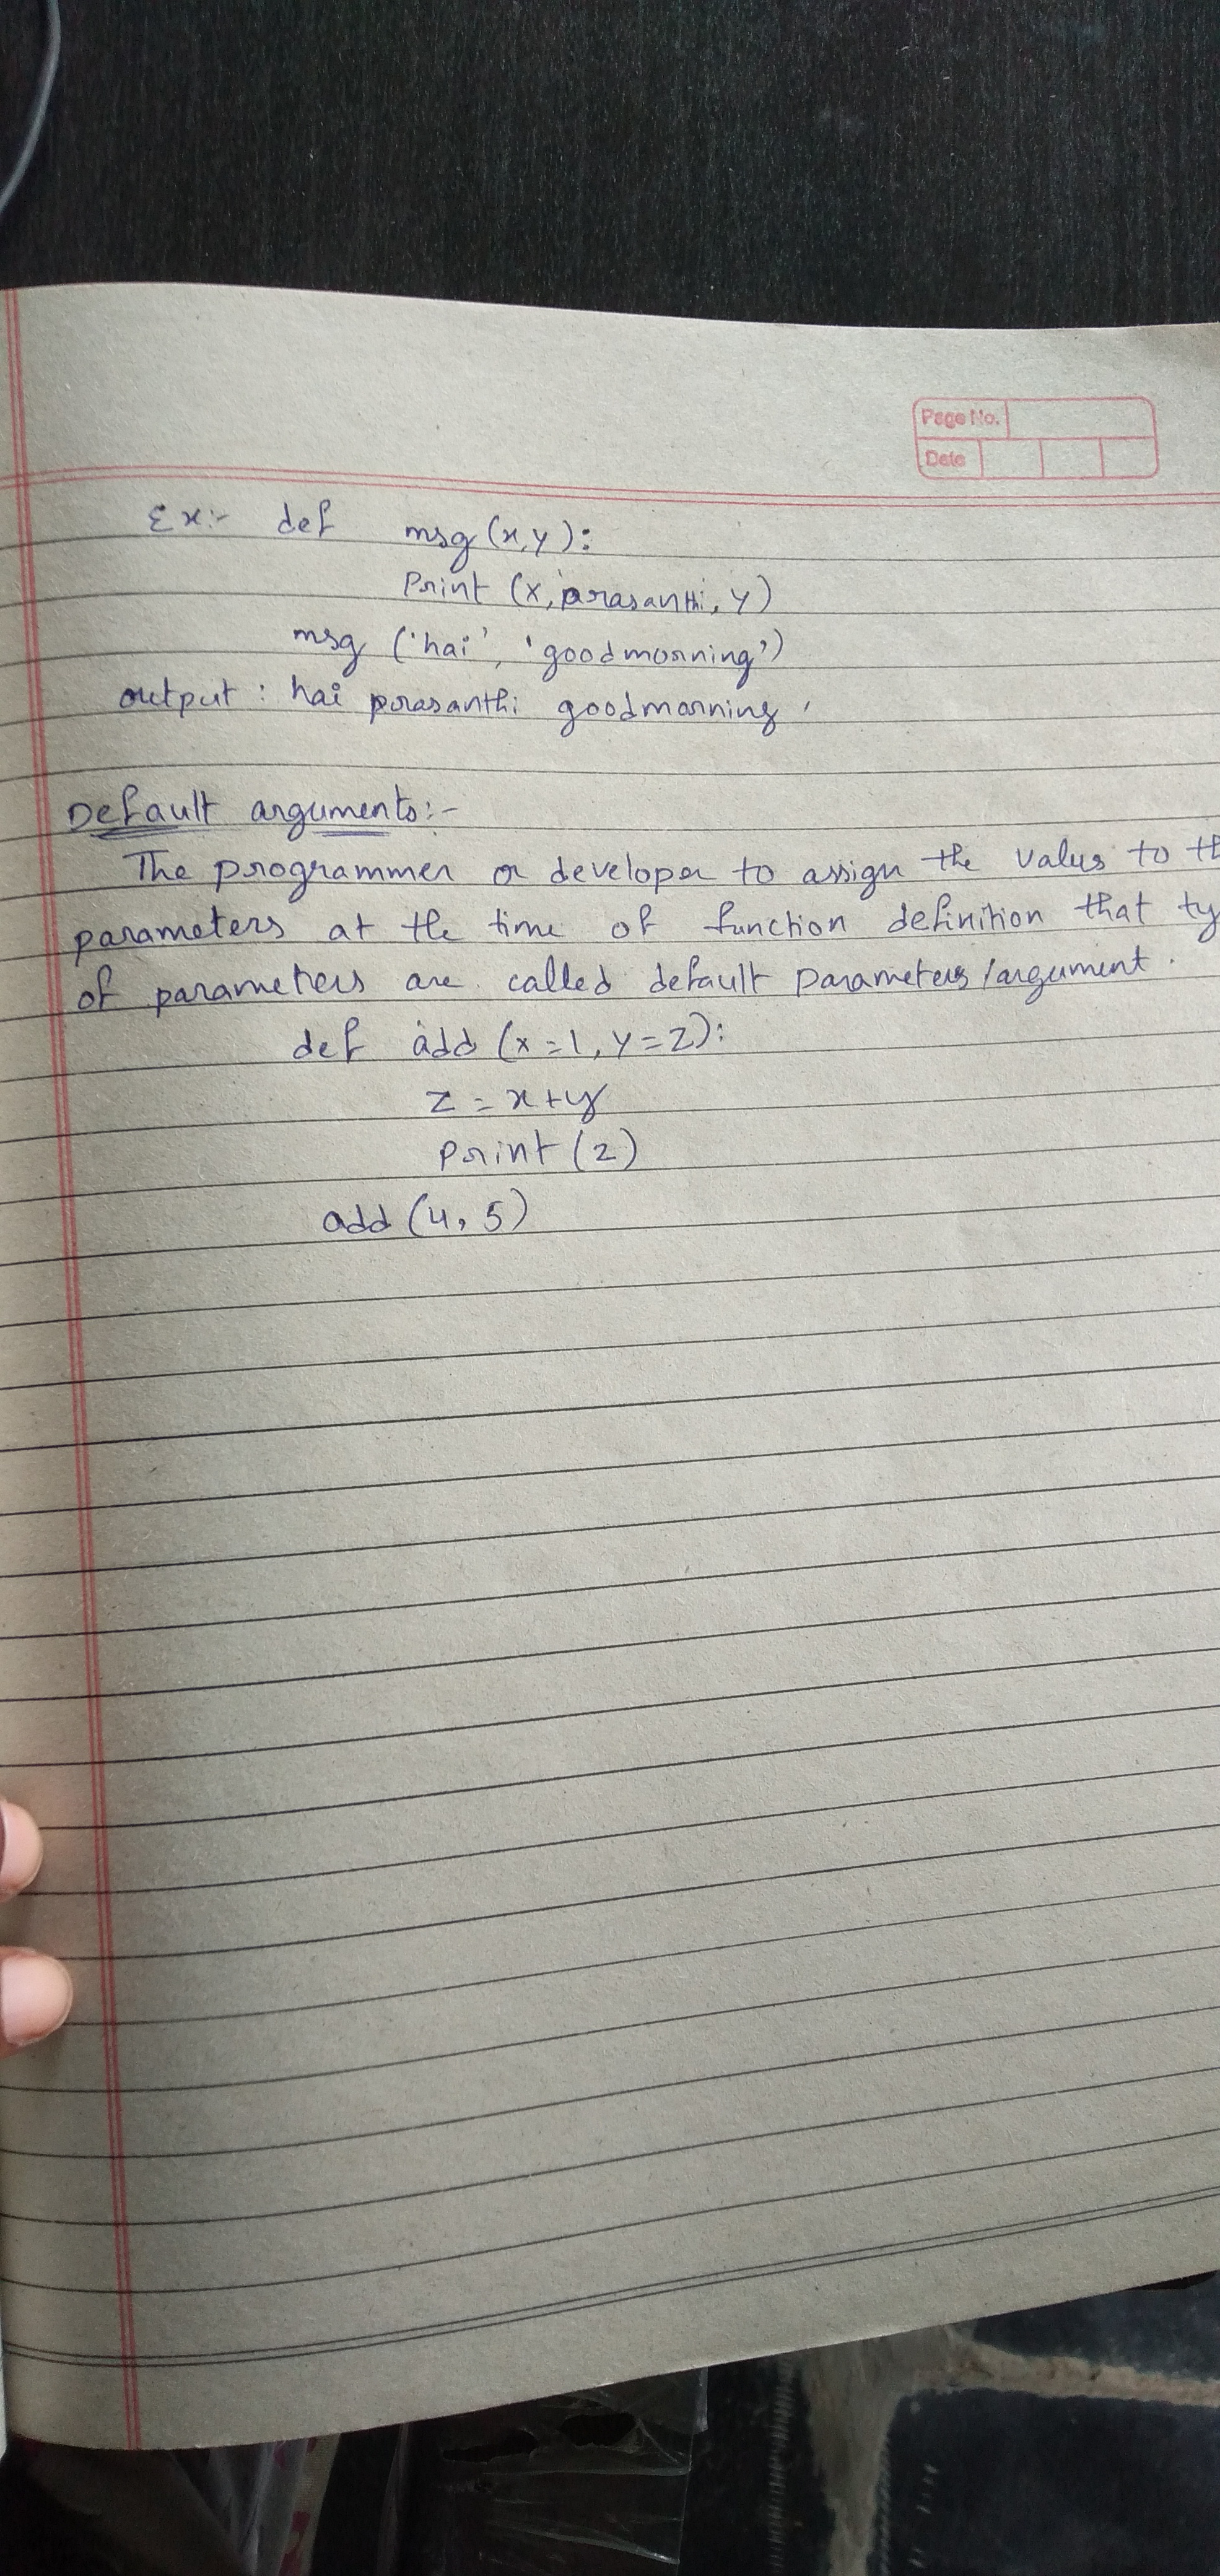 Page No.
Date
Ex:- def msg (x,y):
Print (x, prasanthi, y)
msg ('hai', 'goodmorning')
output : hai prasanthi goodmorning
Default arguments:-
The programmer or developer to assign the values to th
parameters at the time of function definition that ty
of parameters are called default parameters/argument.
def add (x=1, y=2):
z = x+y
print (z)
add (4, 5)